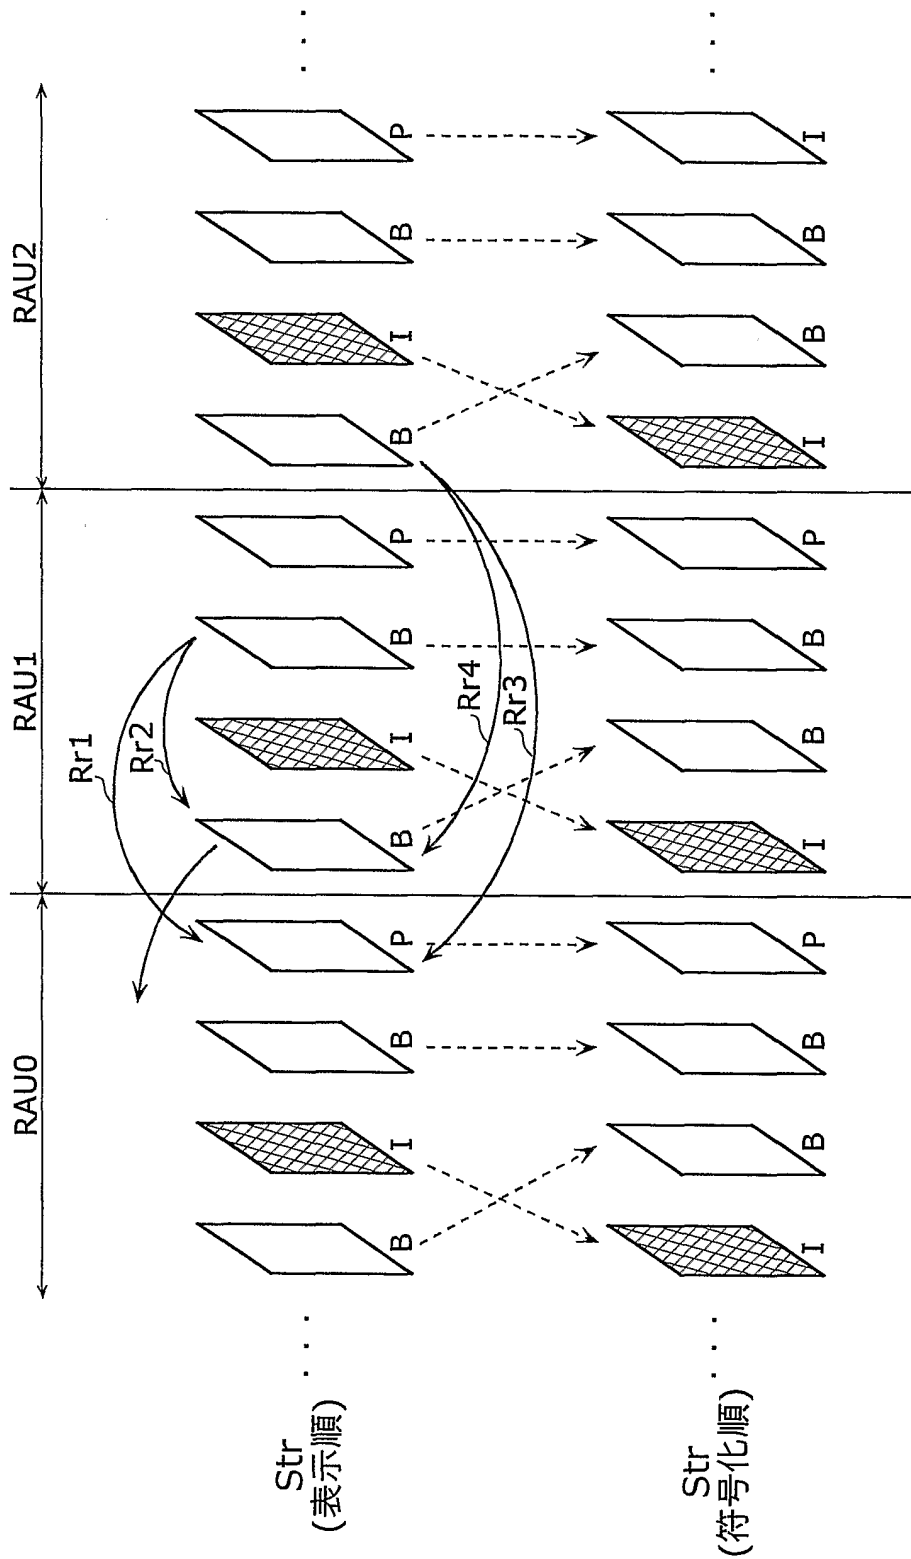 RAU0 RAU1 RAU2
Rr1
Rr2
Str
(表示順)
. . . B I B P B I B P B I B P . . .
Rr4
Rr3
Str
(符号化順)
. . . I B B P I B B P I B B I . . .